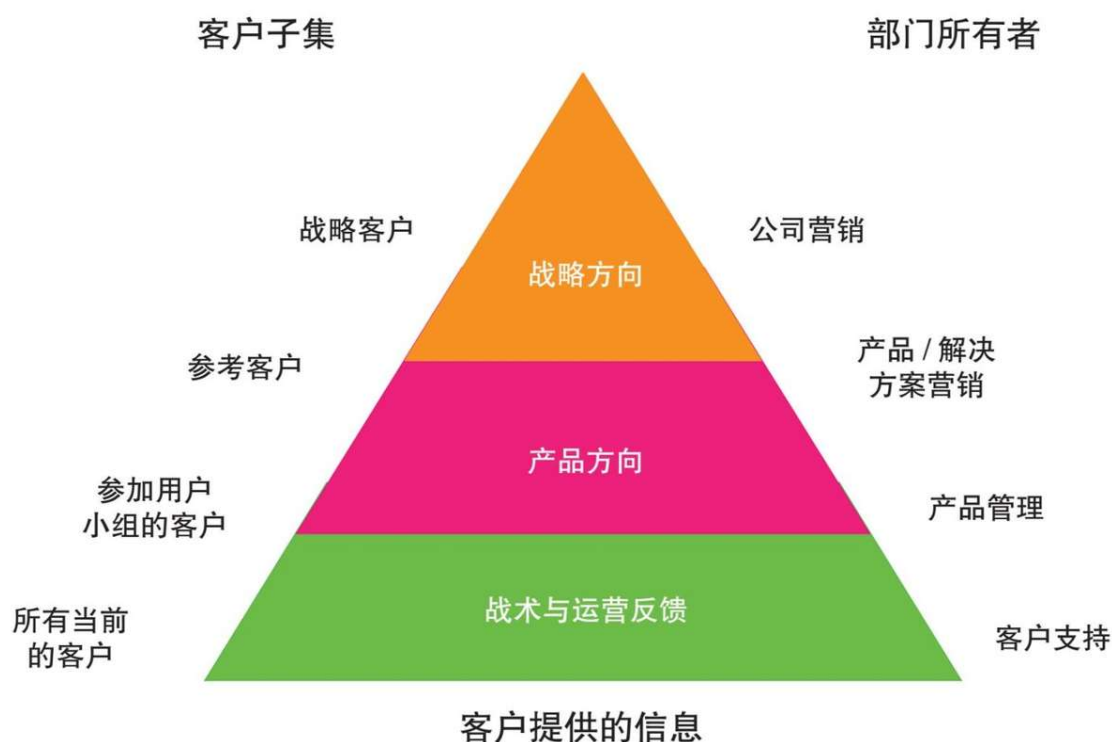 客户子集
部门所有者
战略客户
公司营销
战略方向
参考客户
产品 / 解决
方案营销
产品方向
参加用户
小组的客户
产品管理
所有当前
的客户
战术与运营反馈
客户支持
客户提供的信息